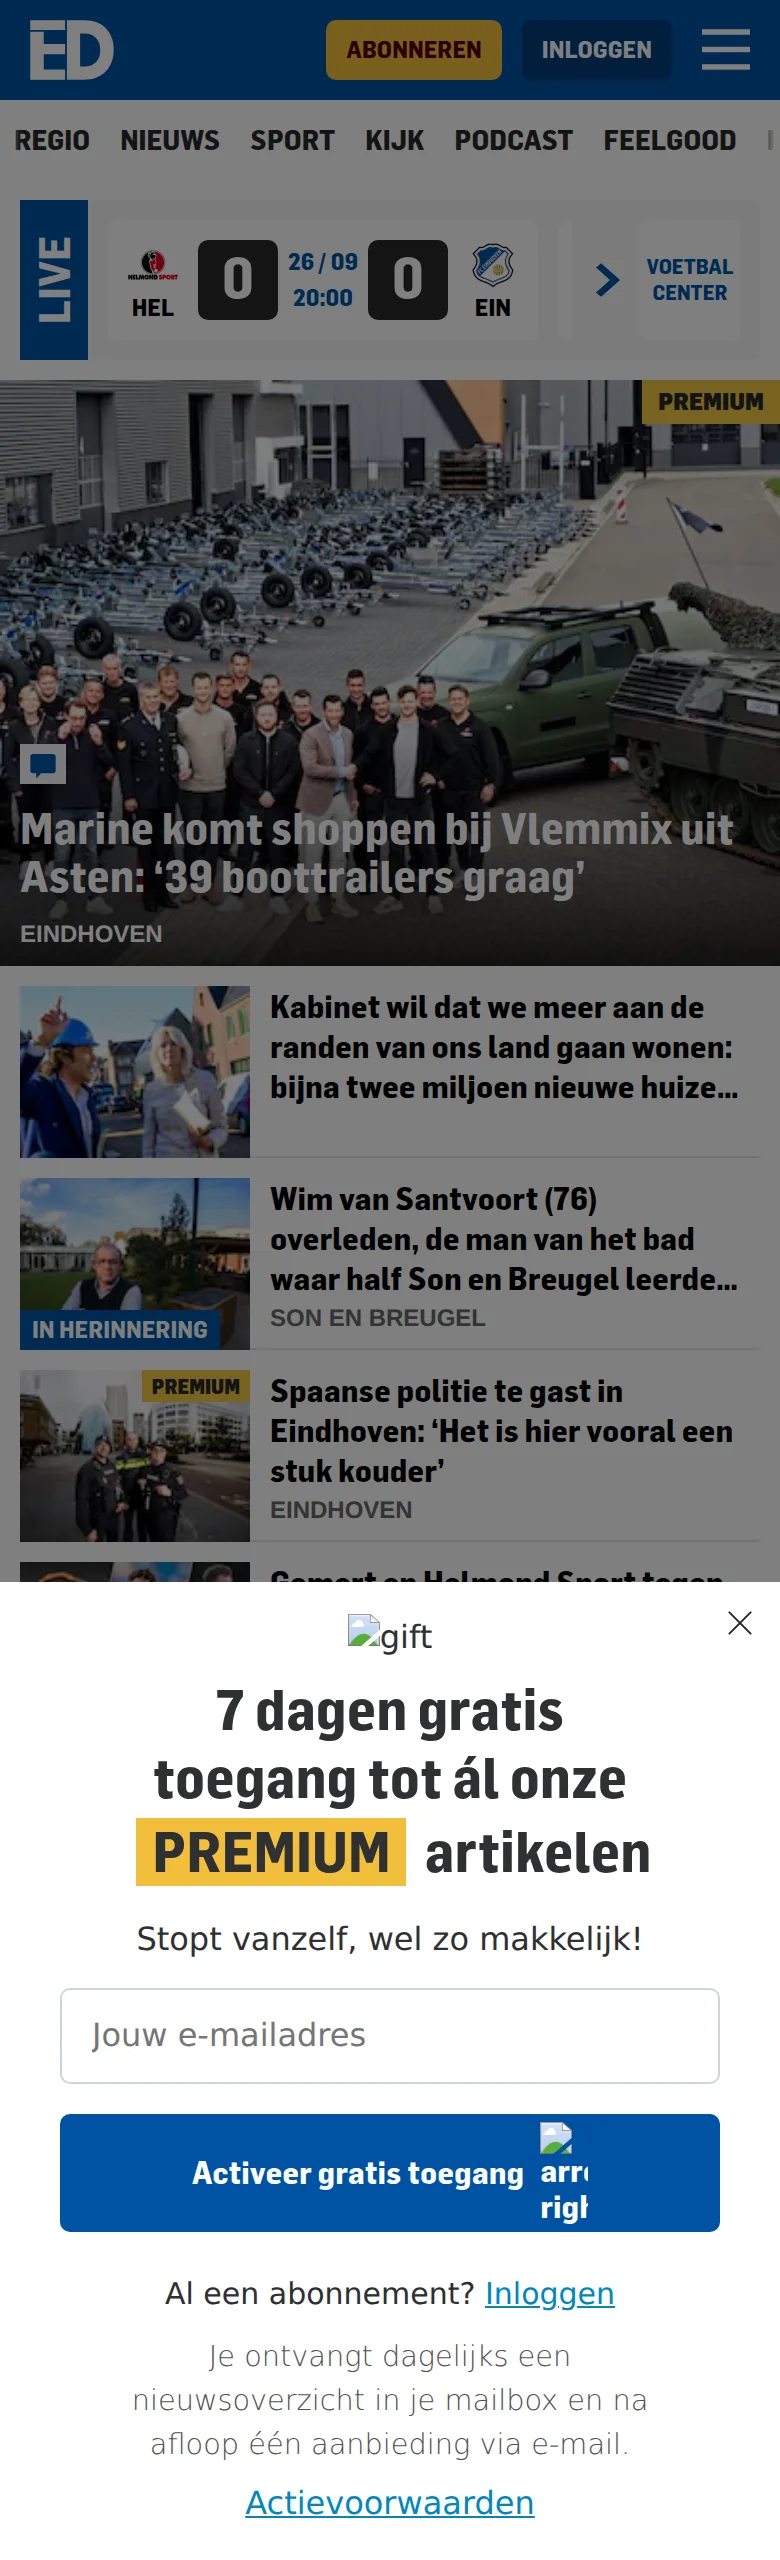 ED
ABONNEREN
INLOGGEN
REGIO NIEUWS SPORT KIJK PODCAST FEELGOOD
LIVE
HELMOND SPORT
HEL
0
26 / 09
20:00
0
EIN
VOETBAL
CENTER
PREMIUM
Marine komt shoppen bij Vlemmix uit
Asten: ‘39 boottrailers graag’
EINDHOVEN
Kabinet wil dat we meer aan de
randen van ons land gaan wonen:
bijna twee miljoen nieuwe huize...
IN HERINNERING
Wim van Santvoort (76)
overleden, de man van het bad
waar half Son en Breugel leerde...
SON EN BREUGEL
PREMIUM
Spaanse politie te gast in
Eindhoven: ‘Het is hier vooral een
stuk kouder’
EINDHOVEN
Gemert en Helmond Sport tegen
gift
7 dagen gratis
toegang tot ál onze
PREMIUM artikelen
Stopt vanzelf, wel zo makkelijk!
Jouw e-mailadres
Activeer gratis toegang
Al een abonnement? Inloggen
Je ontvangt dagelijks een
nieuwsoverzicht in je mailbox en na
afloop één aanbieding via e-mail.
Actievoorwaarden